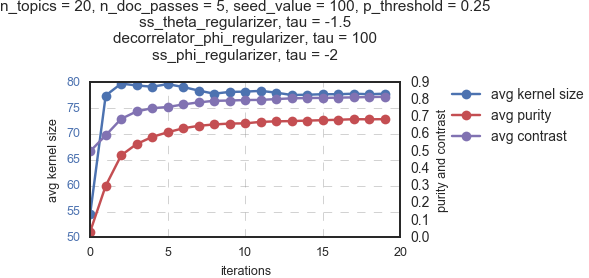 n_topics = 20, n_doc_passes = 5, seed_value = 100, p_threshold = 0.25
ss_theta_regularizer, tau = -1.5
decorrelator_phi_regularizer, tau = 100
ss_phi_regularizer, tau = -2
80
75
70
65
60
55
50
avg kernel size
0
5
10
15
20
iterations
0.9
0.8
0.7
0.6
0.5
0.4
0.3
0.2
0.1
0.0
purity and contrast
avg kernel size
avg purity
avg contrast